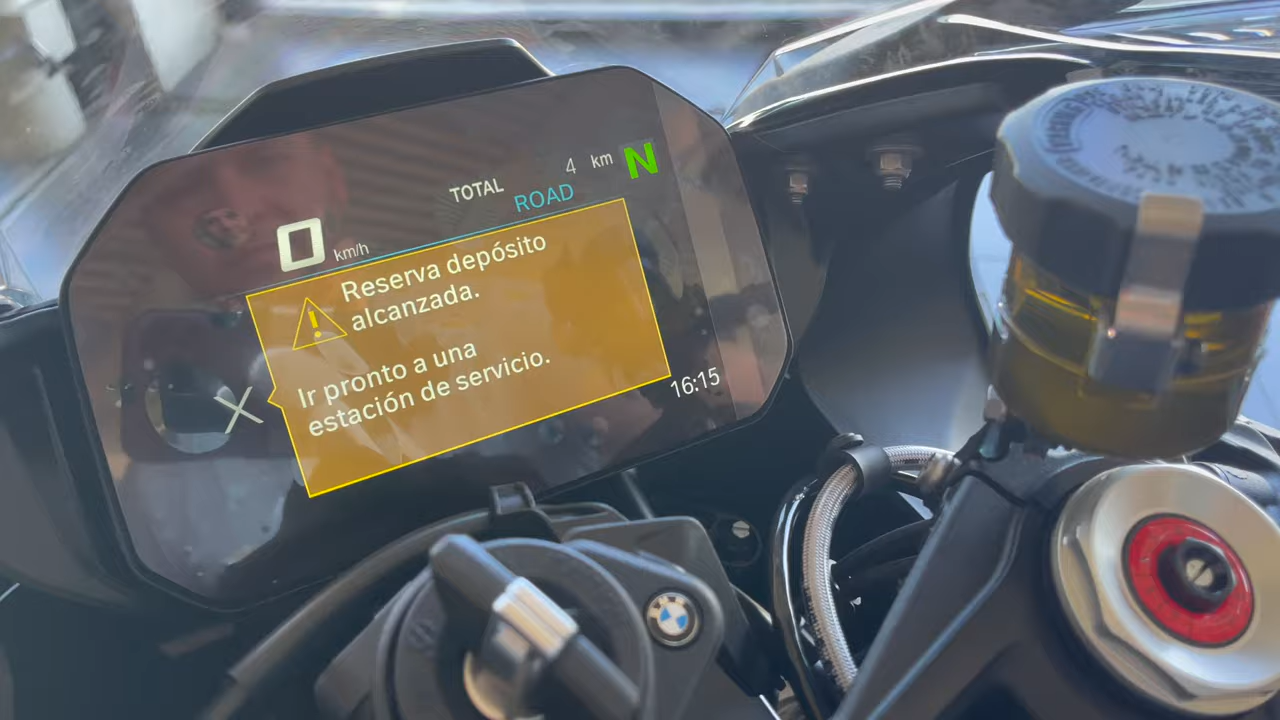 TOTAL 4 km N
ROAD
0 km/h
Reserva depósito
alcanzada.
Ir pronto a una
estación de servicio.
16:15